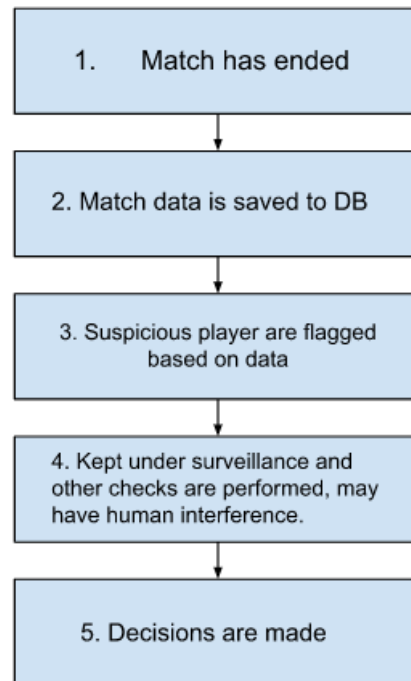 1. Match has ended
2. Match data is saved to DB
3. Suspicious player are flagged
based on data
4. Kept under surveillance and
other checks are performed, may
have human interference.
5. Decisions are made